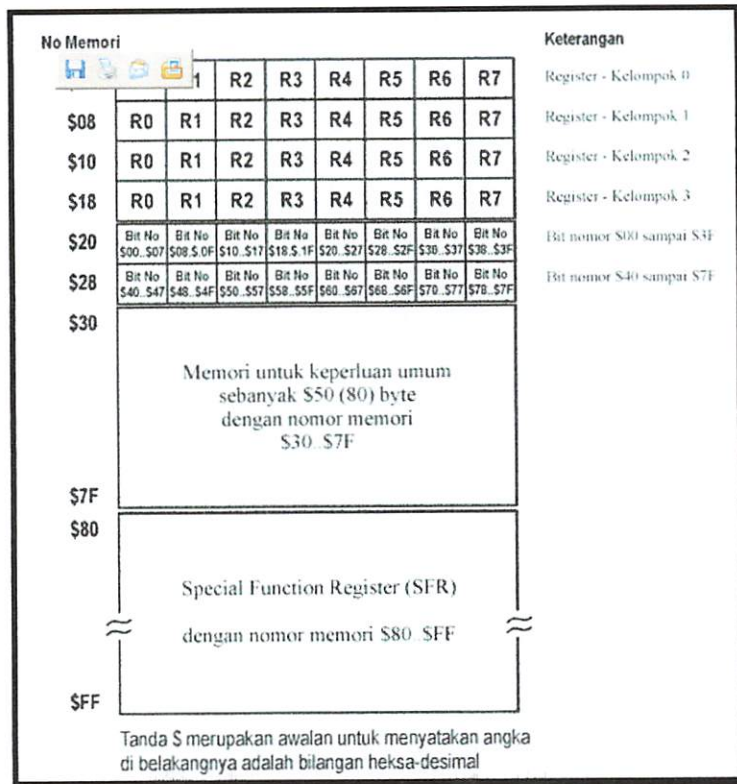 No Memori
Keterangan
1 R2 R3 R4 R5 R6 R7 Register - Kelompok 0
$08 R0 R1 R2 R3 R4 R5 R6 R7 Register - Kelompok 1
$10 R0 R1 R2 R3 R4 R5 R6 R7 Register - Kelompok 2
$18 R0 R1 R2 R3 R4 R5 R6 R7 Register - Kelompok 3
$20 Bit No Bit No Bit No Bit No Bit No Bit No Bit No Bit No Bit nomor $00 sampai $3F
$00..$07 $08.$.0F $10..$17 $18.$.1F $20..$27 $28..$2F $30..$37 $38..$3F
$28 Bit No Bit No Bit No Bit No Bit No Bit No Bit No Bit No Bit nomor $40 sampai $7F
$40..$47 $48..$4F $50..$57 $58..$5F $60..$67 $68..$6F $70..$77 $78..$7F
$30
Memori untuk keperluan umum
sebanyak $50 (80) byte
dengan nomor memori
$30..$7F
$7F
$80
Special Function Register (SFR)
dengan nomor memori $80..$FF
$FF
Tanda $ merupakan awalan untuk menyatakan angka
di belakangnya adalah bilangan heksa-desimal